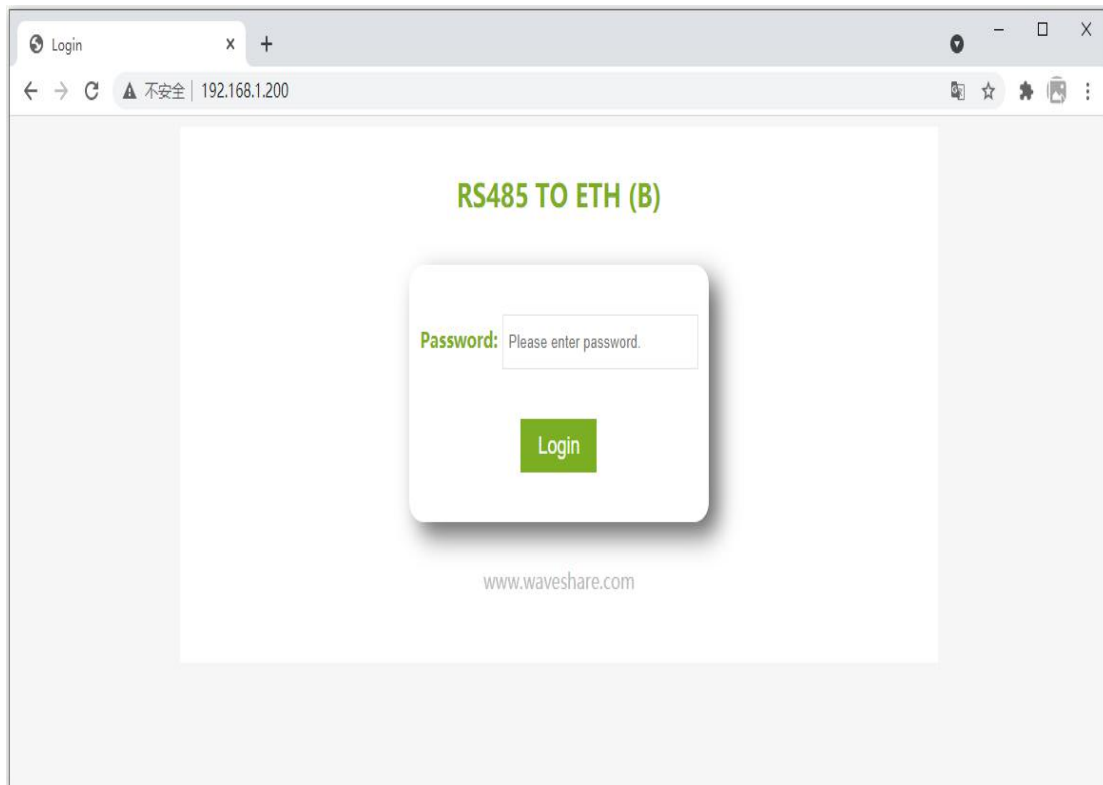 Login
不安全 192.168.1.200
RS485 TO ETH (B)
Password: Please enter password.
Login
www.waveshare.com